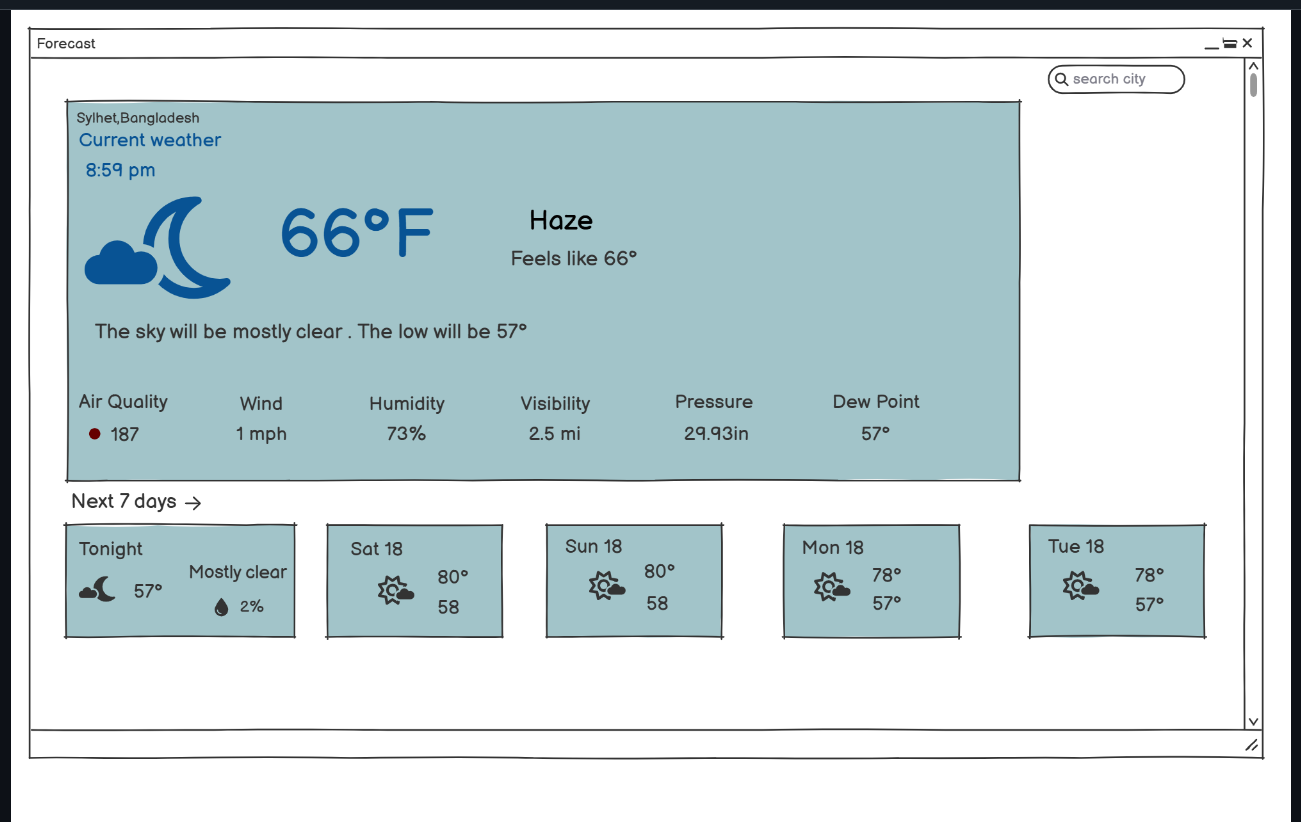 Forecast
search city
Sylhet,Bangladesh
Current weather
8:59 pm
66°F
Haze
Feels like 66°
The sky will be mostly clear . The low will be 57°
Air Quality Wind Humidity Visibility Pressure Dew Point
187 1 mph 73% 2.5 mi 29.93in 57°
Next 7 days →
Tonight
57°
Mostly clear
2%
Sat 18
80°
58
Sun 18
80°
58
Mon 18
78°
57°
Tue 18
78°
57°